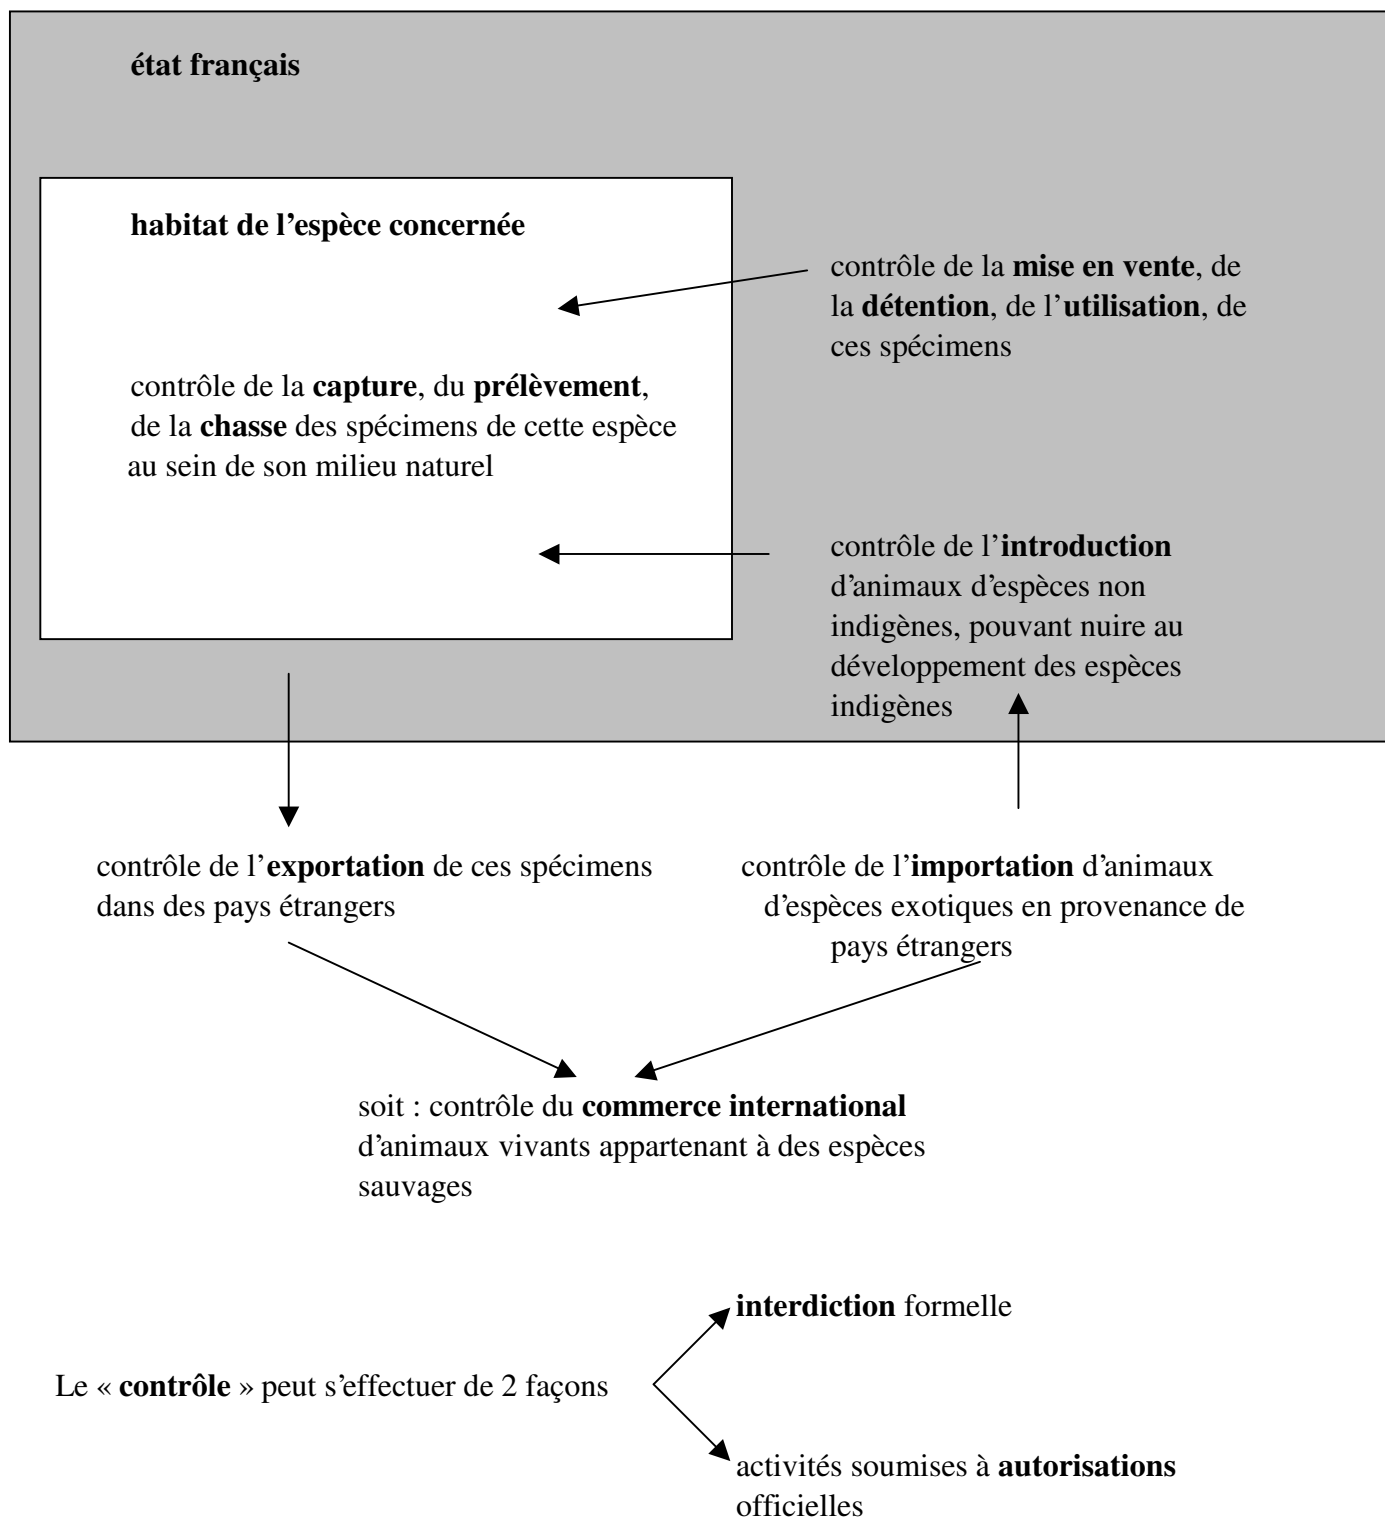 état français
habitat de l’espèce concernée
contrôle de la capture, du prélèvement,
de la chasse des spécimens de cette espèce
au sein de son milieu naturel
contrôle de la mise en vente, de
la détention, de l’utilisation, de
ces spécimens
contrôle de l’introduction
d’animaux d’espèces non
indigènes, pouvant nuire au
développement des espèces
indigènes
contrôle de l’exportation de ces spécimens
dans des pays étrangers
contrôle de l’importation d’animaux
d’espèces exotiques en provenance de
pays étrangers
soit : contrôle du commerce international
d’animaux vivants appartenant à des espèces
sauvages
Le « contrôle » peut s’effectuer de 2 façons
interdiction formelle
activités soumises à autorisations
officielles